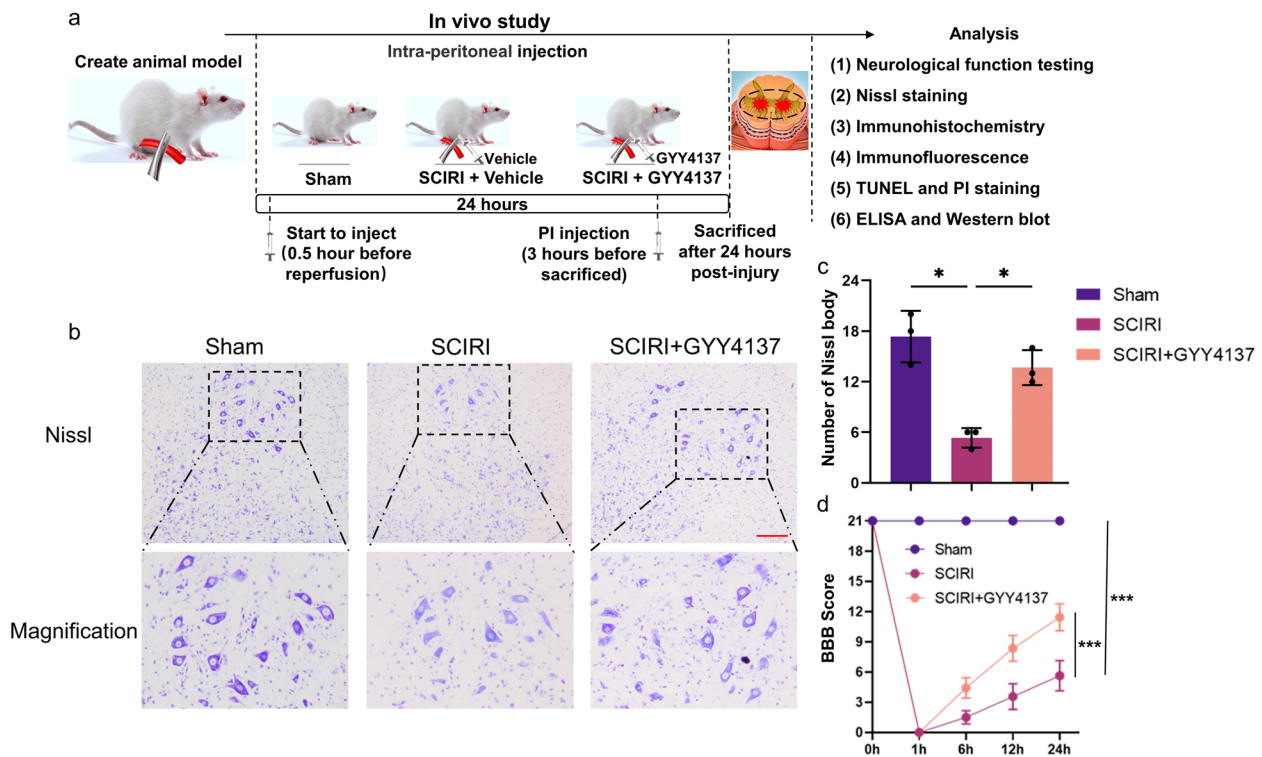 a
In vivo study
Intra-peritoneal injection
Analysis
Create animal model
(1) Neurological function testing
(2) Nissl staining
(3) Immunohistochemistry
(4) Immunofluorescence
(5) TUNEL and PI staining
(6) ELISA and Western blot
Vehicle
GYY4137
Sham
SCIRI + Vehicle
SCIRI + GYY4137
24 hours
Start to inject
(0.5 hour before
reperfusion)
PI injection
(3 hours before
sacrificed)
Sacrificed
after 24 hours
post-injury
b
Sham
SCIRI
SCIRI+GYY4137
Nissl
Magnification
c
Number of Nissl body
24
18
12
6
0
*
*
Sham
SCIRI
SCIRI+GYY4137
d
BBB Score
21
18
15
12
9
6
3
0
Sham
SCIRI
SCIRI+GYY4137
***
***
0h
1h
6h
12h
24h